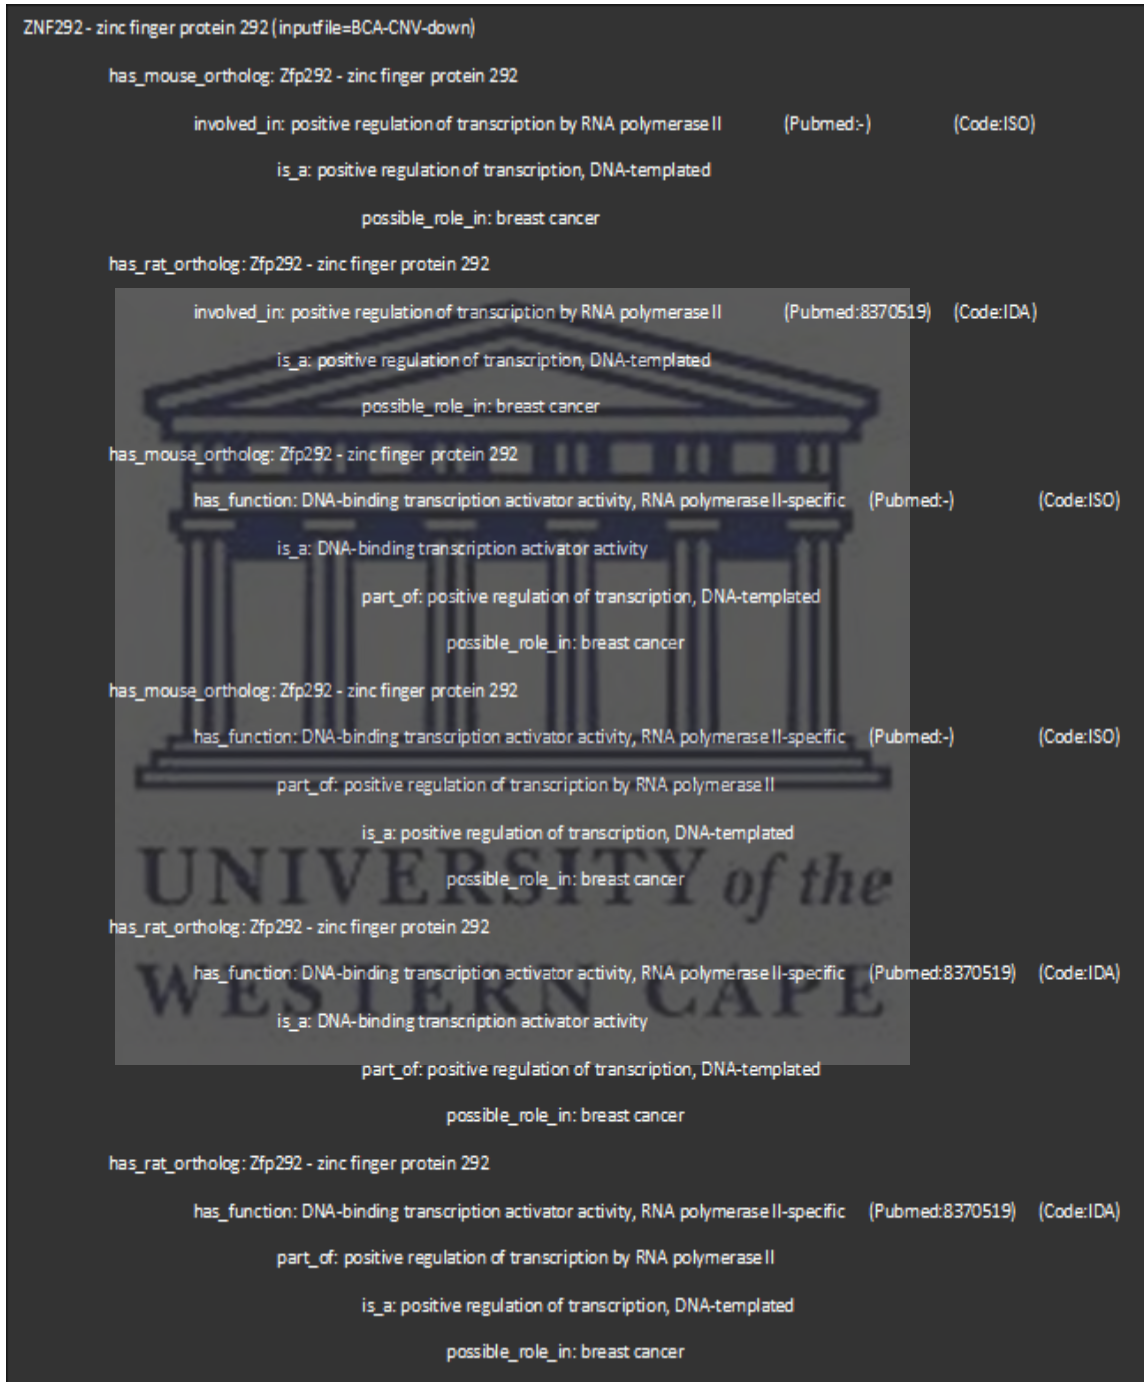 ZNF292 - zinc finger protein 292 (inputfile=BCA-CNV-down)
has_mouse_ortholog: Zfp292 - zinc finger protein 292
involved_in: positive regulation of transcription by RNA polymerase II (Pubmed:-) (Code:ISO)
is_a: positive regulation of transcription, DNA-templated
possible_role_in: breast cancer
has_rat_ortholog: Zfp292 - zinc finger protein 292
involved_in: positive regulation of transcription by RNA polymerase II (Pubmed:8370519) (Code:IDA)
is_a: positive regulation of transcription, DNA-templated
possible_role_in: breast cancer
has_mouse_ortholog: Zfp292 - zinc finger protein 292
has_function: DNA-binding transcription activator activity, RNA polymerase II-specific (Pubmed:-) (Code:ISO)
is_a: DNA-binding transcription activator activity
part_of: positive regulation of transcription, DNA-templated
possible_role_in: breast cancer
has_mouse_ortholog: Zfp292 - zinc finger protein 292
has_function: DNA-binding transcription activator activity, RNA polymerase II-specific (Pubmed:-) (Code:ISO)
part_of: positive regulation of transcription by RNA polymerase II
is_a: positive regulation of transcription, DNA-templated
UNIVERSITY of the
possible_role_in: breast cancer
has_rat_ortholog: Zfp292 - zinc finger protein 292
has_function: DNA-binding transcription activator activity, RNA polymerase II-specific (Pubmed:8370519) (Code:IDA)
WESTERN CAPE
is_a: DNA-binding transcription activator activity
part_of: positive regulation of transcription, DNA-templated
possible_role_in: breast cancer
has_rat_ortholog: Zfp292 - zinc finger protein 292
has_function: DNA-binding transcription activator activity, RNA polymerase II-specific (Pubmed:8370519) (Code:IDA)
part_of: positive regulation of transcription by RNA polymerase II
is_a: positive regulation of transcription, DNA-templated
possible_role_in: breast cancer